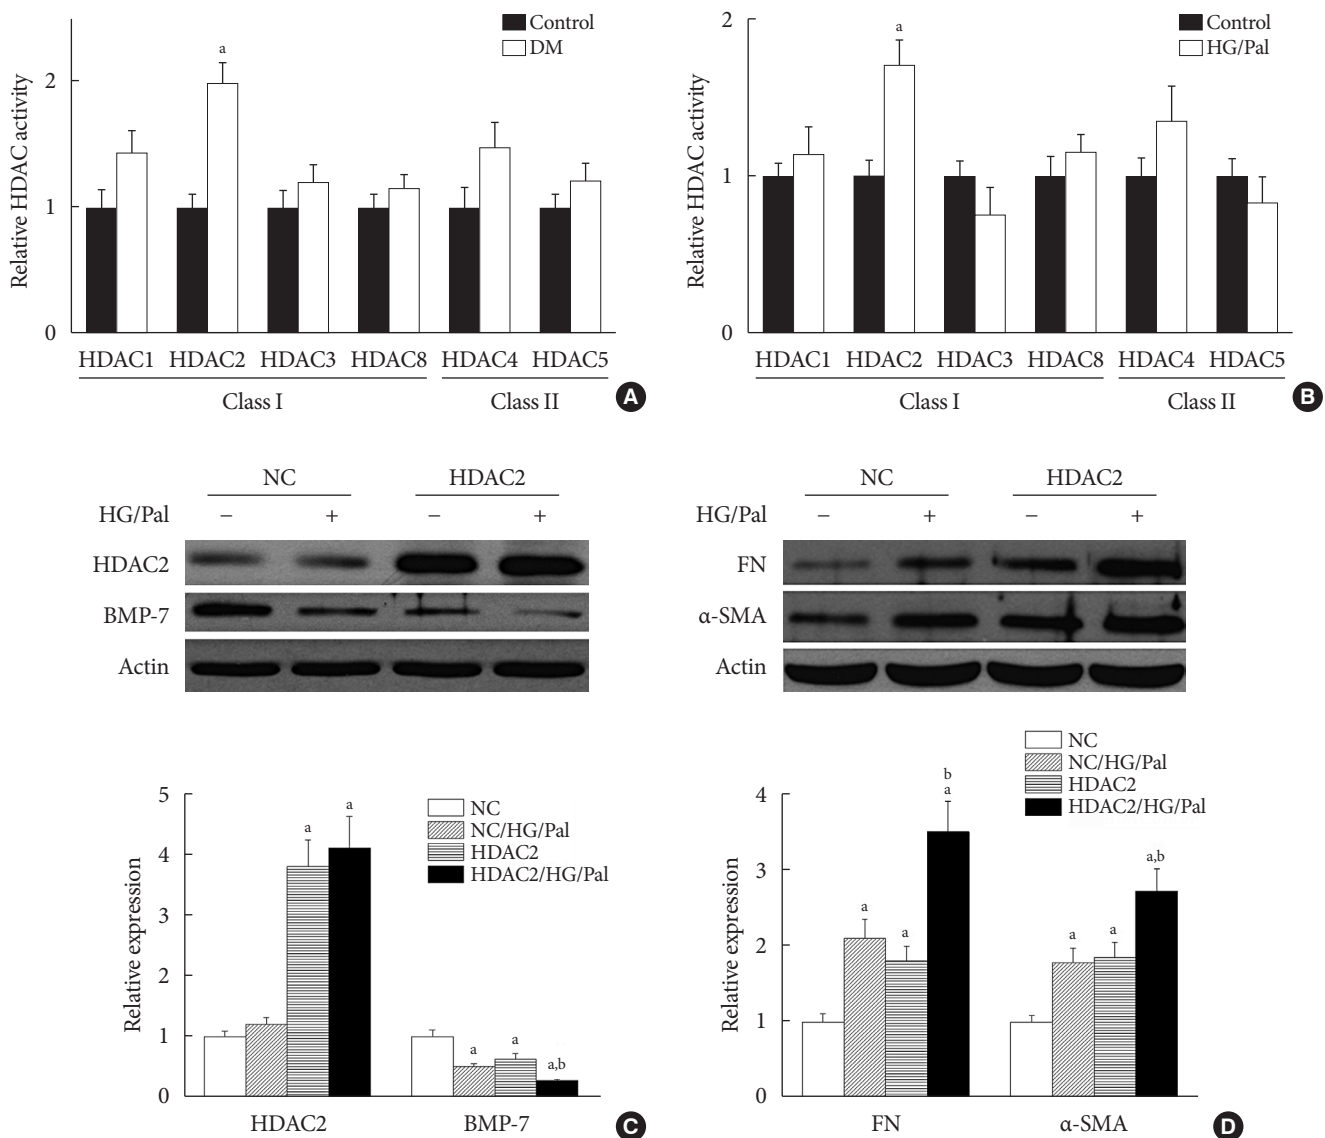 Control
DM
a
2
1
0
Relative HDAC activity
HDAC1 HDAC2 HDAC3 HDAC8 HDAC4 HDAC5
Class I Class II
A
Control
HG/Pal
a
2
1
0
Relative HDAC activity
HDAC1 HDAC2 HDAC3 HDAC8 HDAC4 HDAC5
Class I Class II
B
NC HDAC2
HG/Pal − + − +
HDAC2
BMP-7
Actin
NC
NC/HG/Pal
HDAC2
HDAC2/HG/Pal
5
4
3
2
1
0
Relative expression
a a
a a a,b
HDAC2 BMP-7
C
NC HDAC2
HG/Pal − + − +
FN
α-SMA
Actin
NC
NC/HG/Pal
HDAC2
HDAC2/HG/Pal
4
3
2
1
0
Relative expression
b
a
a a
a a a,b
FN α-SMA
D